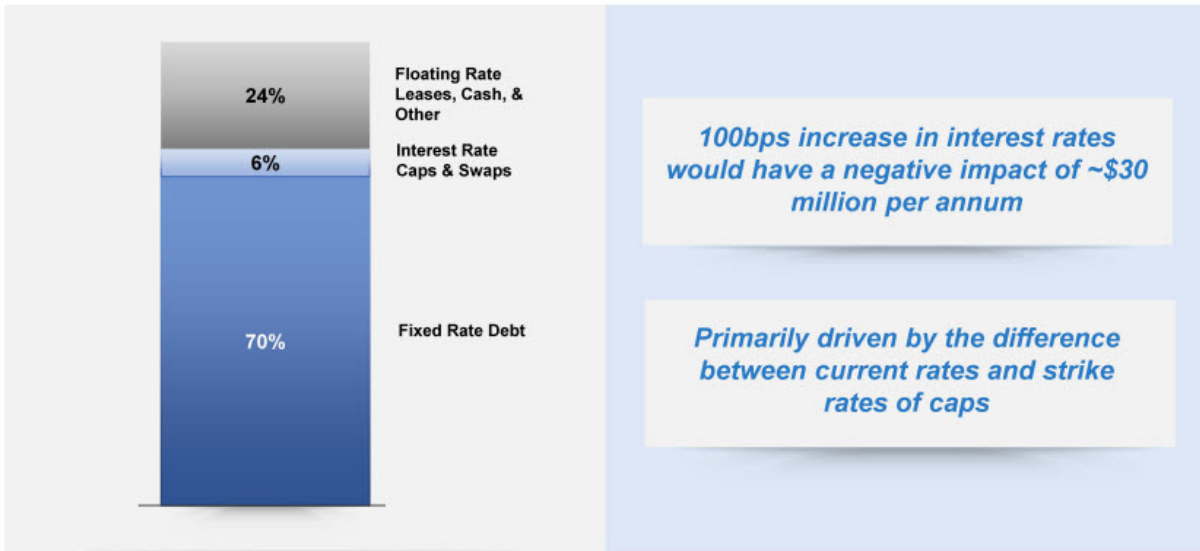 24%
Floating Rate
Leases, Cash, &
Other
6%
Interest Rate
Caps & Swaps
70%
Fixed Rate Debt
100bps increase in interest rates
would have a negative impact of ~$30
million per annum
Primarily driven by the difference
between current rates and strike
rates of caps